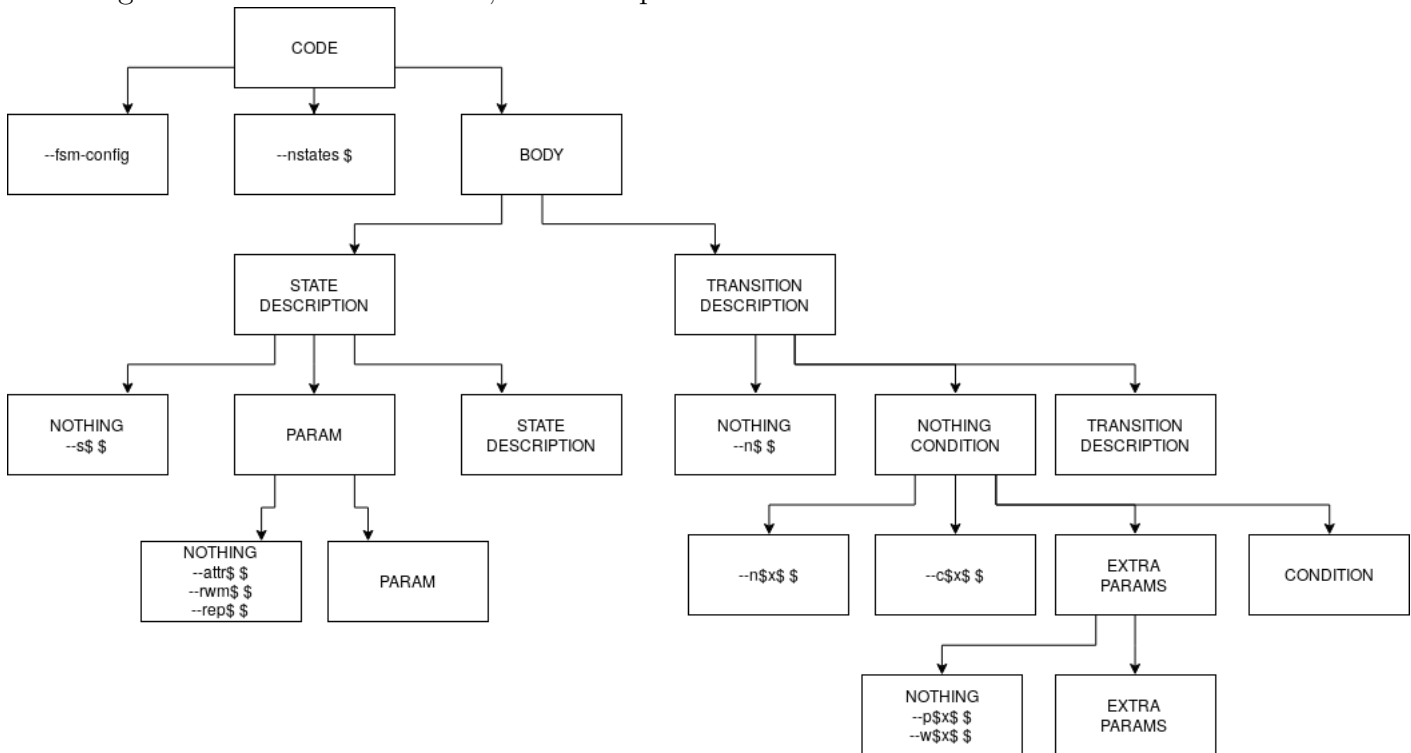 CODE
--fsm-config
--nstates $
BODY
STATE
DESCRIPTION
TRANSITION
DESCRIPTION
NOTHING
--s$ $
PARAM
STATE
DESCRIPTION
NOTHING
--n$ $
NOTHING
CONDITION
TRANSITION
DESCRIPTION
NOTHING
--attr$ $
--rwm$ $
--rep$ $
PARAM
--n$x$ $
--c$x$ $
EXTRA
PARAMS
CONDITION
NOTHING
--p$x$ $
--w$x$ $
EXTRA
PARAMS